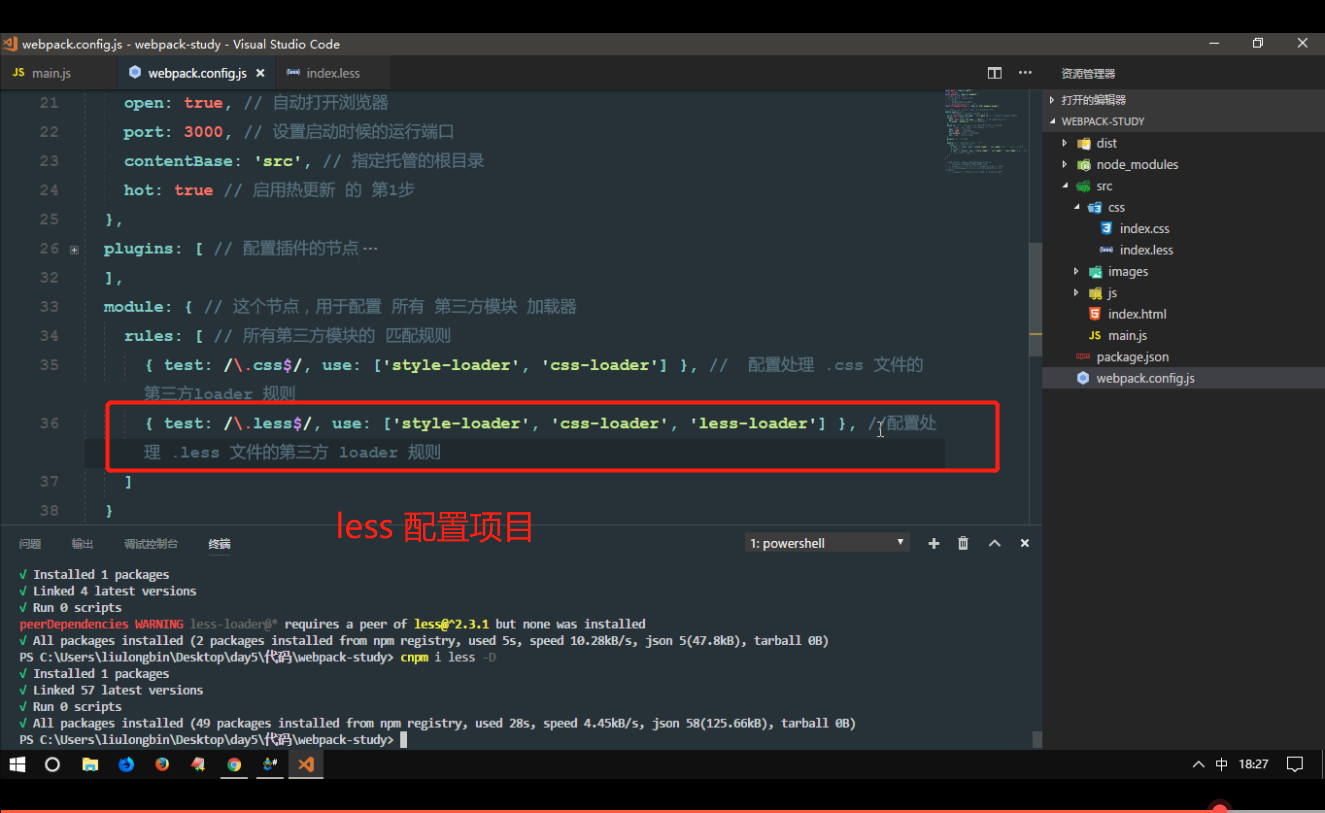 webpack.config.js - webpack-study - Visual Studio Code
JS main.js
webpack.config.js
index.less
资源管理器
打开的编辑器
WEBPACK-STUDY
dist
node_modules
src
css
index.css
index.less
images
js
index.html
JS main.js
package.json
webpack.config.js
21 open: true, // 自动打开浏览器
22 port: 3000, // 设置启动时候的运行端口
23 contentBase: 'src', // 指定托管的根目录
24 hot: true // 启用热更新 的 第1步
25 },
26 plugins: [ // 配置插件的节点…
32 ],
33 module: { // 这个节点，用于配置 所有 第三方模块 加载器
34 rules: [ // 所有第三方模块的 匹配规则
35 { test: /\.css$/, use: ['style-loader', 'css-loader'] }, // 配置处理 .css 文件的
第三方loader 规则
36 { test: /\.less$/, use: ['style-loader', 'css-loader', 'less-loader'] }, //配置处
理 .less 文件的第三方 loader 规则
37 ]
38 }
less 配置项目
问题 输出 调试控制台 终端
1: powershell
√ Installed 1 packages
√ Linked 4 latest versions
√ Run 0 scripts
peerDependencies WARNING less-loader@* requires a peer of less@^2.3.1 but none was installed
√ All packages installed (2 packages installed from npm registry, used 5s, speed 10.28kB/s, json 5(47.8kB), tarball 0B)
PS C:\Users\liulongbin\Desktop\day5\代码\webpack-study> cnpm i less -D
√ Installed 1 packages
√ Linked 57 latest versions
√ Run 0 scripts
√ All packages installed (49 packages installed from npm registry, used 28s, speed 4.45kB/s, json 58(125.66kB), tarball 0B)
PS C:\Users\liulongbin\Desktop\day5\代码\webpack-study>
中 18:27